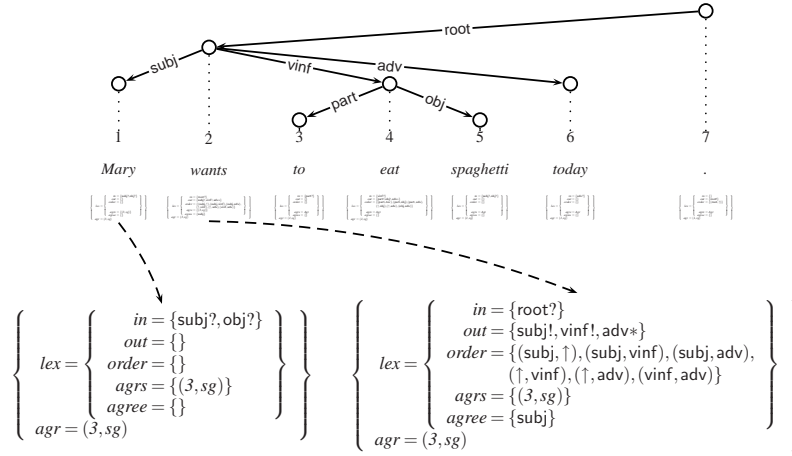 root
subj
vinf
adv
part
obj
1 2 3 4 5 6 7
Mary wants to eat spaghetti today .
lex = { in = {subj?, obj?}
out = {}
order = {}
agrs = {(3, sg)}
agree = {}
agr = (3, sg)
lex = { in = {root?}
out = {subj!, vinf!, adv∗}
order = {(subj, ↑), (subj, vinf), (subj, adv),
(↑, vinf), (↑, adv), (vinf, adv)}
agrs = {(3, sg)}
agree = {subj}
agr = (3, sg)